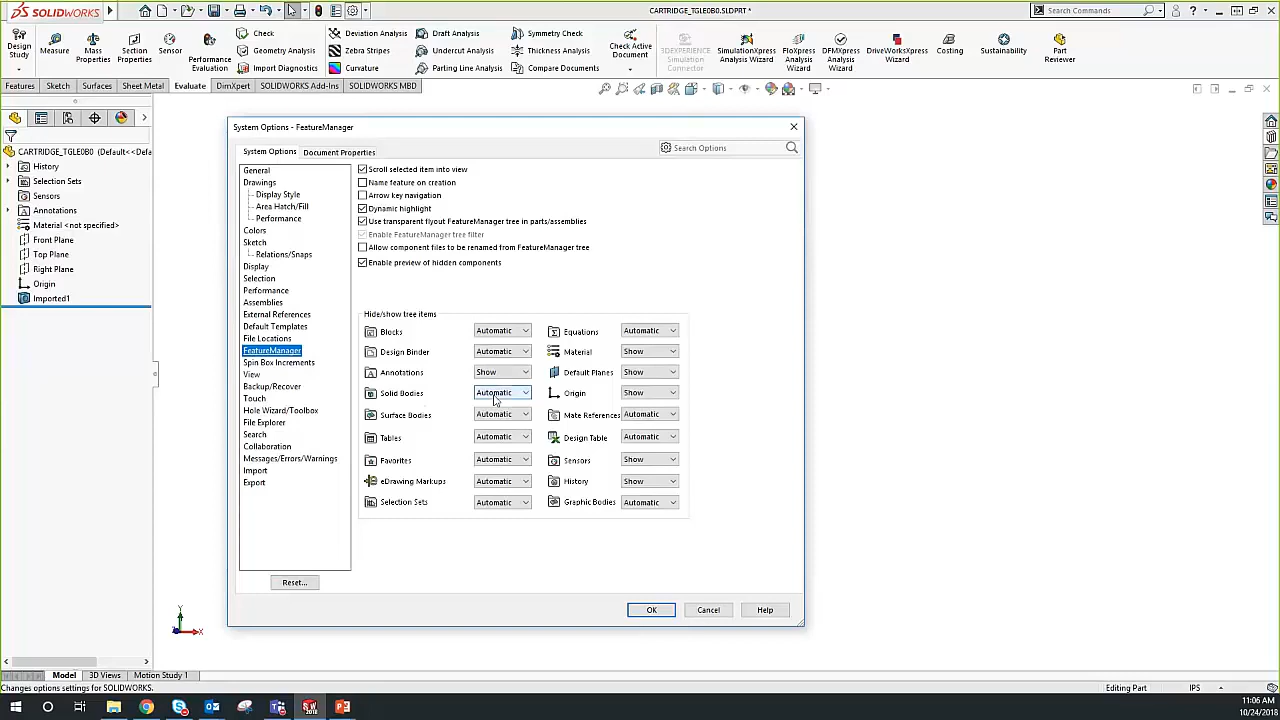 SOLIDWORKS
CARTRIDGE_TGLE0B0.SLDPRT *
Search Commands
Design Study
Measure
Mass Properties
Section Properties
Sensor
Performance Evaluation
Check
Geometry Analysis
Import Diagnostics
Deviation Analysis
Zebra Stripes
Curvature
Draft Analysis
Undercut Analysis
Parting Line Analysis
Symmetry Check
Thickness Analysis
Compare Documents
Check Active Document
3DEXPERIENCE Simulation Connector
SimulationXpress Analysis Wizard
FloXpress Analysis Wizard
DFMXpress Analysis Wizard
DriveWorksXpress Wizard
Costing
Sustainability
Part Reviewer
Features
Sketch
Surfaces
Sheet Metal
Evaluate
DimXpert
SOLIDWORKS Add-Ins
SOLIDWORKS MBD
CARTRIDGE_TGLE0B0 (Default<<Defa
History
Selection Sets
Sensors
Annotations
Material <not specified>
Front Plane
Top Plane
Right Plane
Origin
Imported1
System Options - FeatureManager
System Options
Document Properties
Search Options
General
Drawings
Display Style
Area Hatch/Fill
Performance
Colors
Sketch
Relations/Snaps
Display
Selection
Performance
Assemblies
External References
Default Templates
File Locations
FeatureManager
Spin Box Increments
View
Backup/Recover
Touch
Hole Wizard/Toolbox
File Explorer
Search
Collaboration
Messages/Errors/Warnings
Import
Export
Reset...
Scroll selected item into view
Name feature on creation
Arrow key navigation
Dynamic highlight
Use transparent flyout FeatureManager tree in parts/assemblies
Enable FeatureManager tree filter
Allow component files to be renamed from FeatureManager tree
Enable preview of hidden components
Hide/show tree items
Blocks Automatic Equations Automatic
Design Binder Automatic Material Show
Annotations Show Default Planes Show
Solid Bodies Automatic Origin Show
Surface Bodies Automatic Mate References Automatic
Tables Automatic Design Table Automatic
Favorites Automatic Sensors Show
eDrawing Markups Automatic History Show
Selection Sets Automatic Graphic Bodies Automatic
OK Cancel Help
Y
X
Z
Model 3D Views Motion Study 1
Changes options settings for SOLIDWORKS.
Editing Part
IPS
11:06 AM
10/24/2018